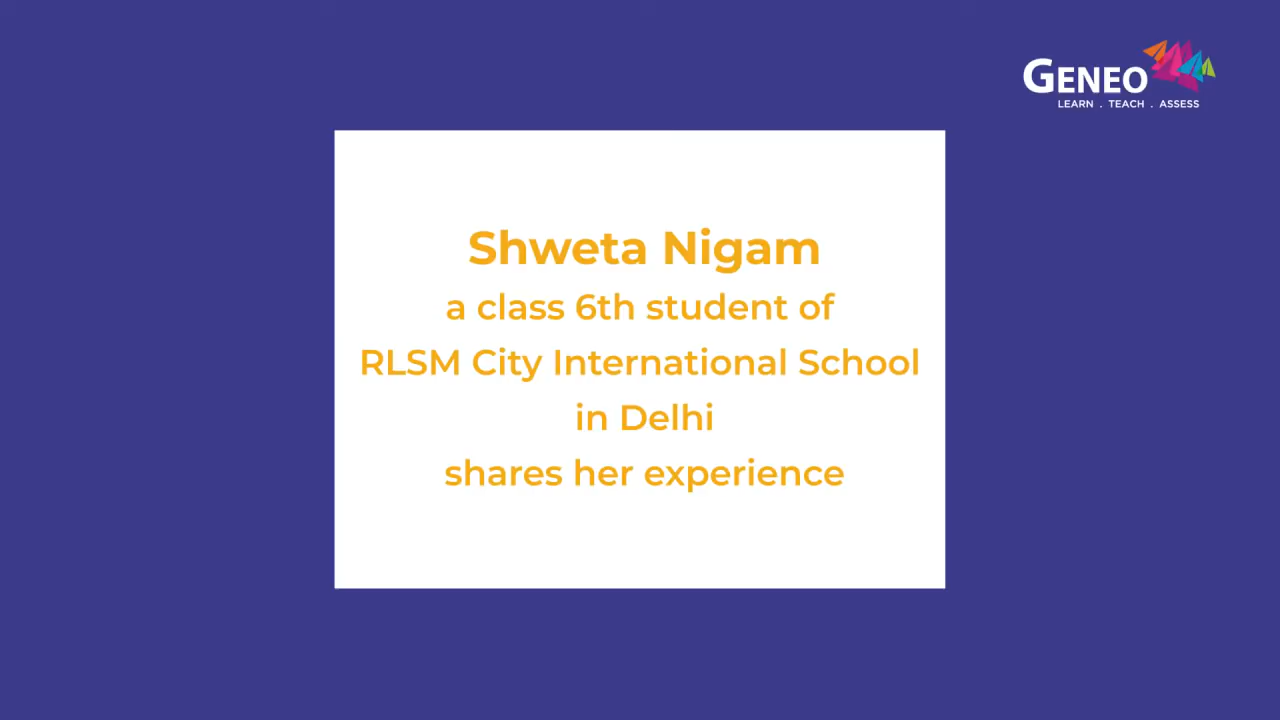 GENEO
LEARN . TEACH . ASSESS
Shweta Nigam
a class 6th student of
RLSM City International School
in Delhi
shares her experience